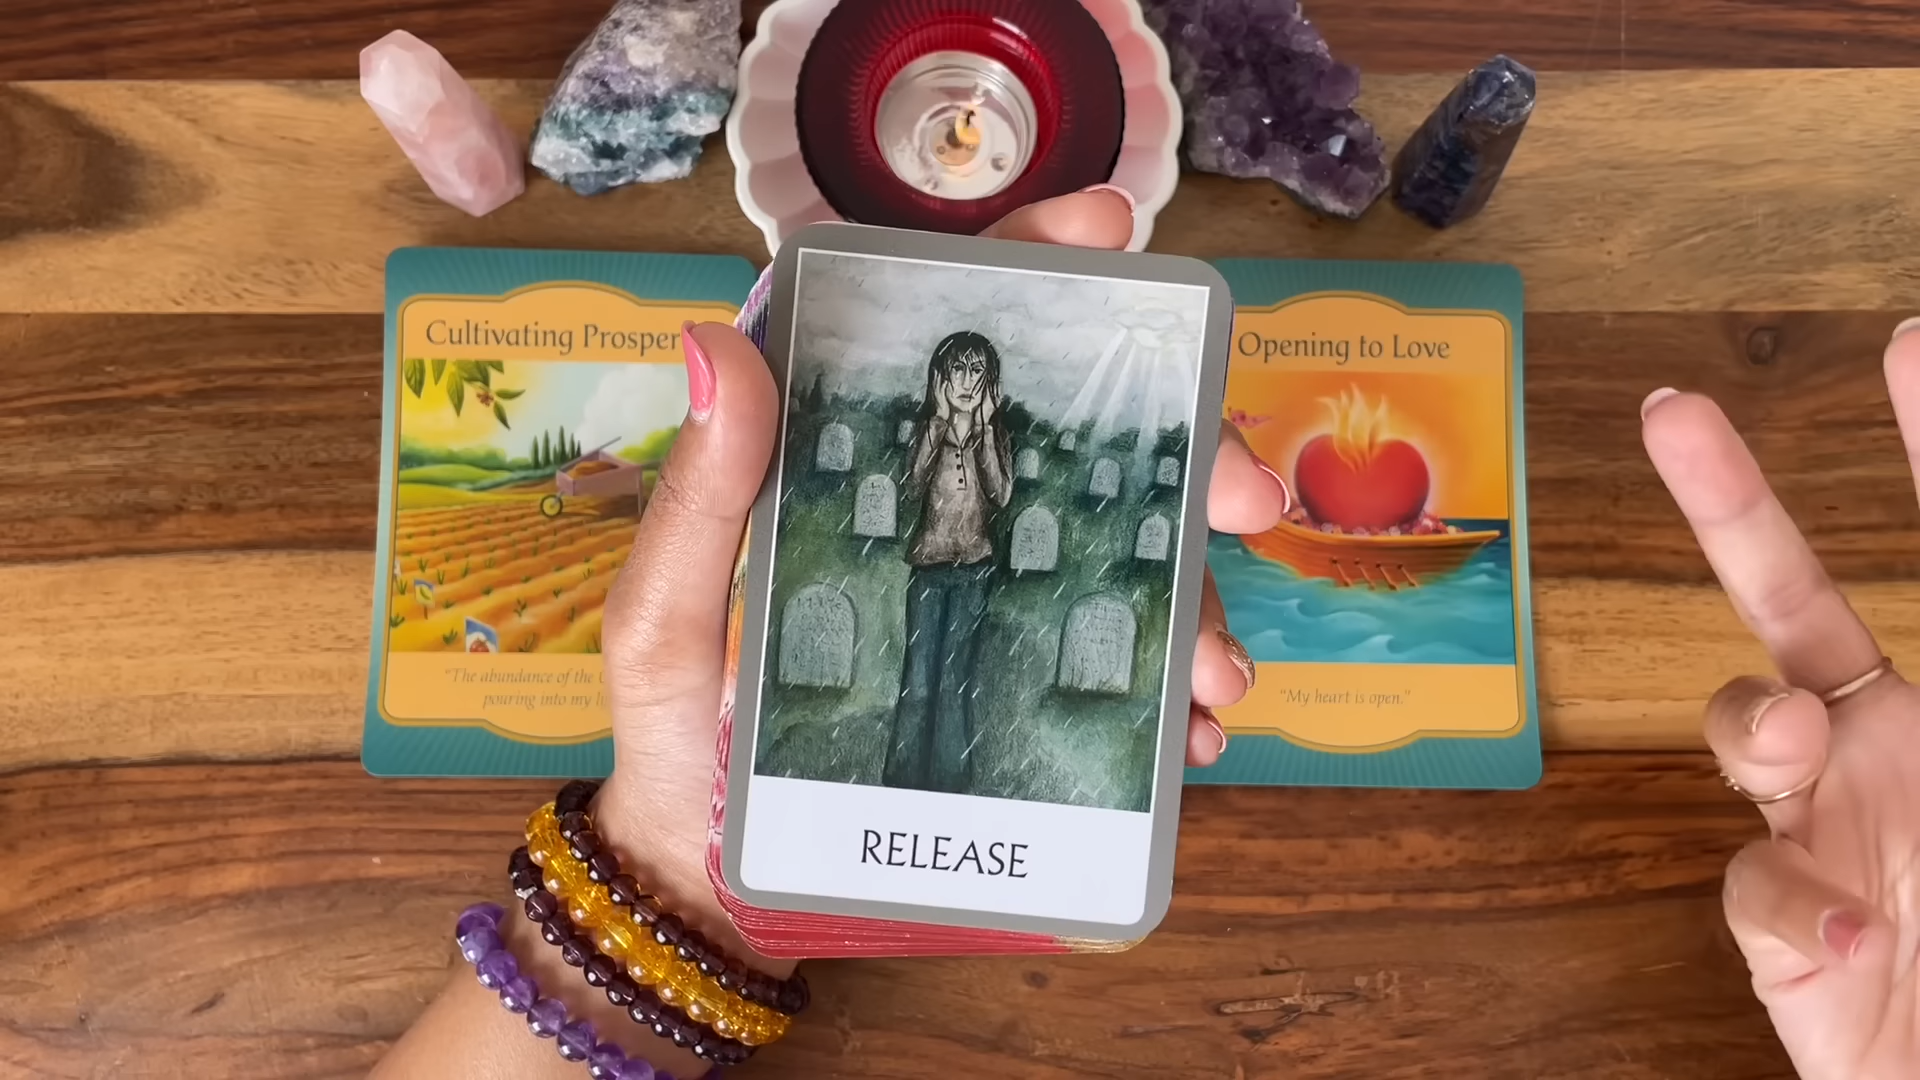 Cultivating Prosper
"The abundance of the
pouring into my
RELEASE
Opening to Love
"My heart is open."